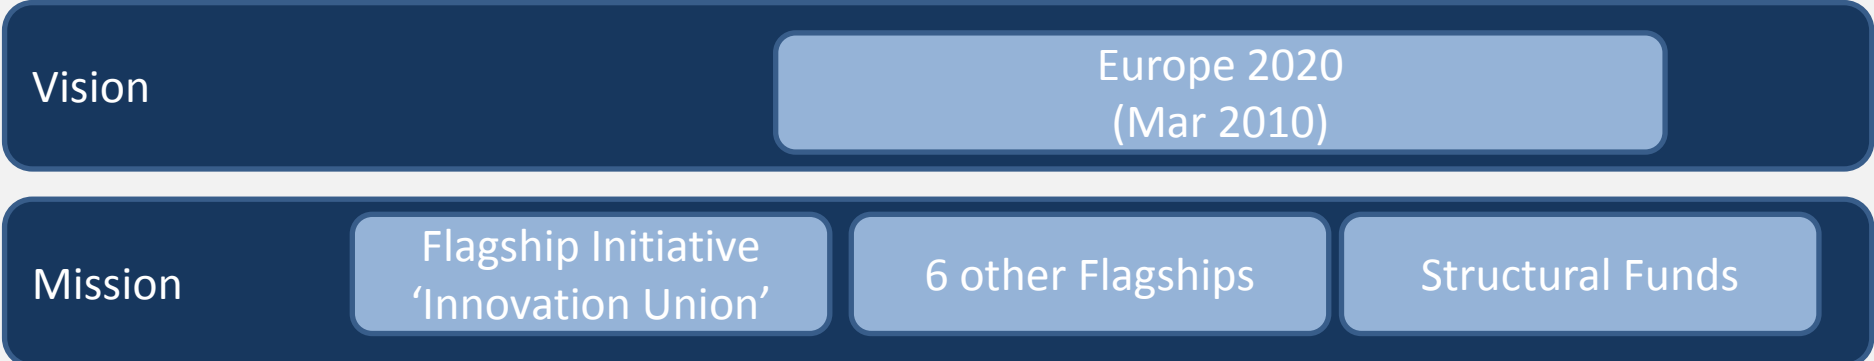 Vision
Europe 2020
(Mar 2010)
Mission
Flagship Initiative
‘Innovation Union’
6 other Flagships
Structural Funds